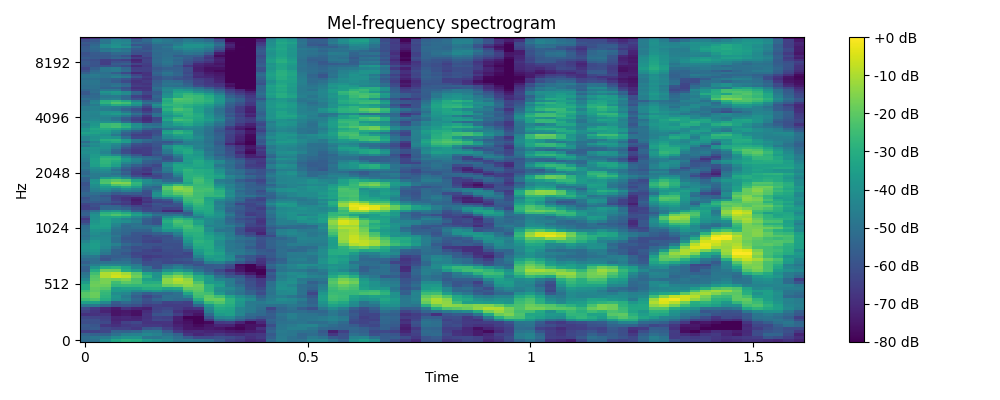 Mel-frequency spectrogram
Hz
8192
4096
2048
1024
512
0
0
0.5
1
1.5
Time
+0 dB
-10 dB
-20 dB
-30 dB
-40 dB
-50 dB
-60 dB
-70 dB
-80 dB